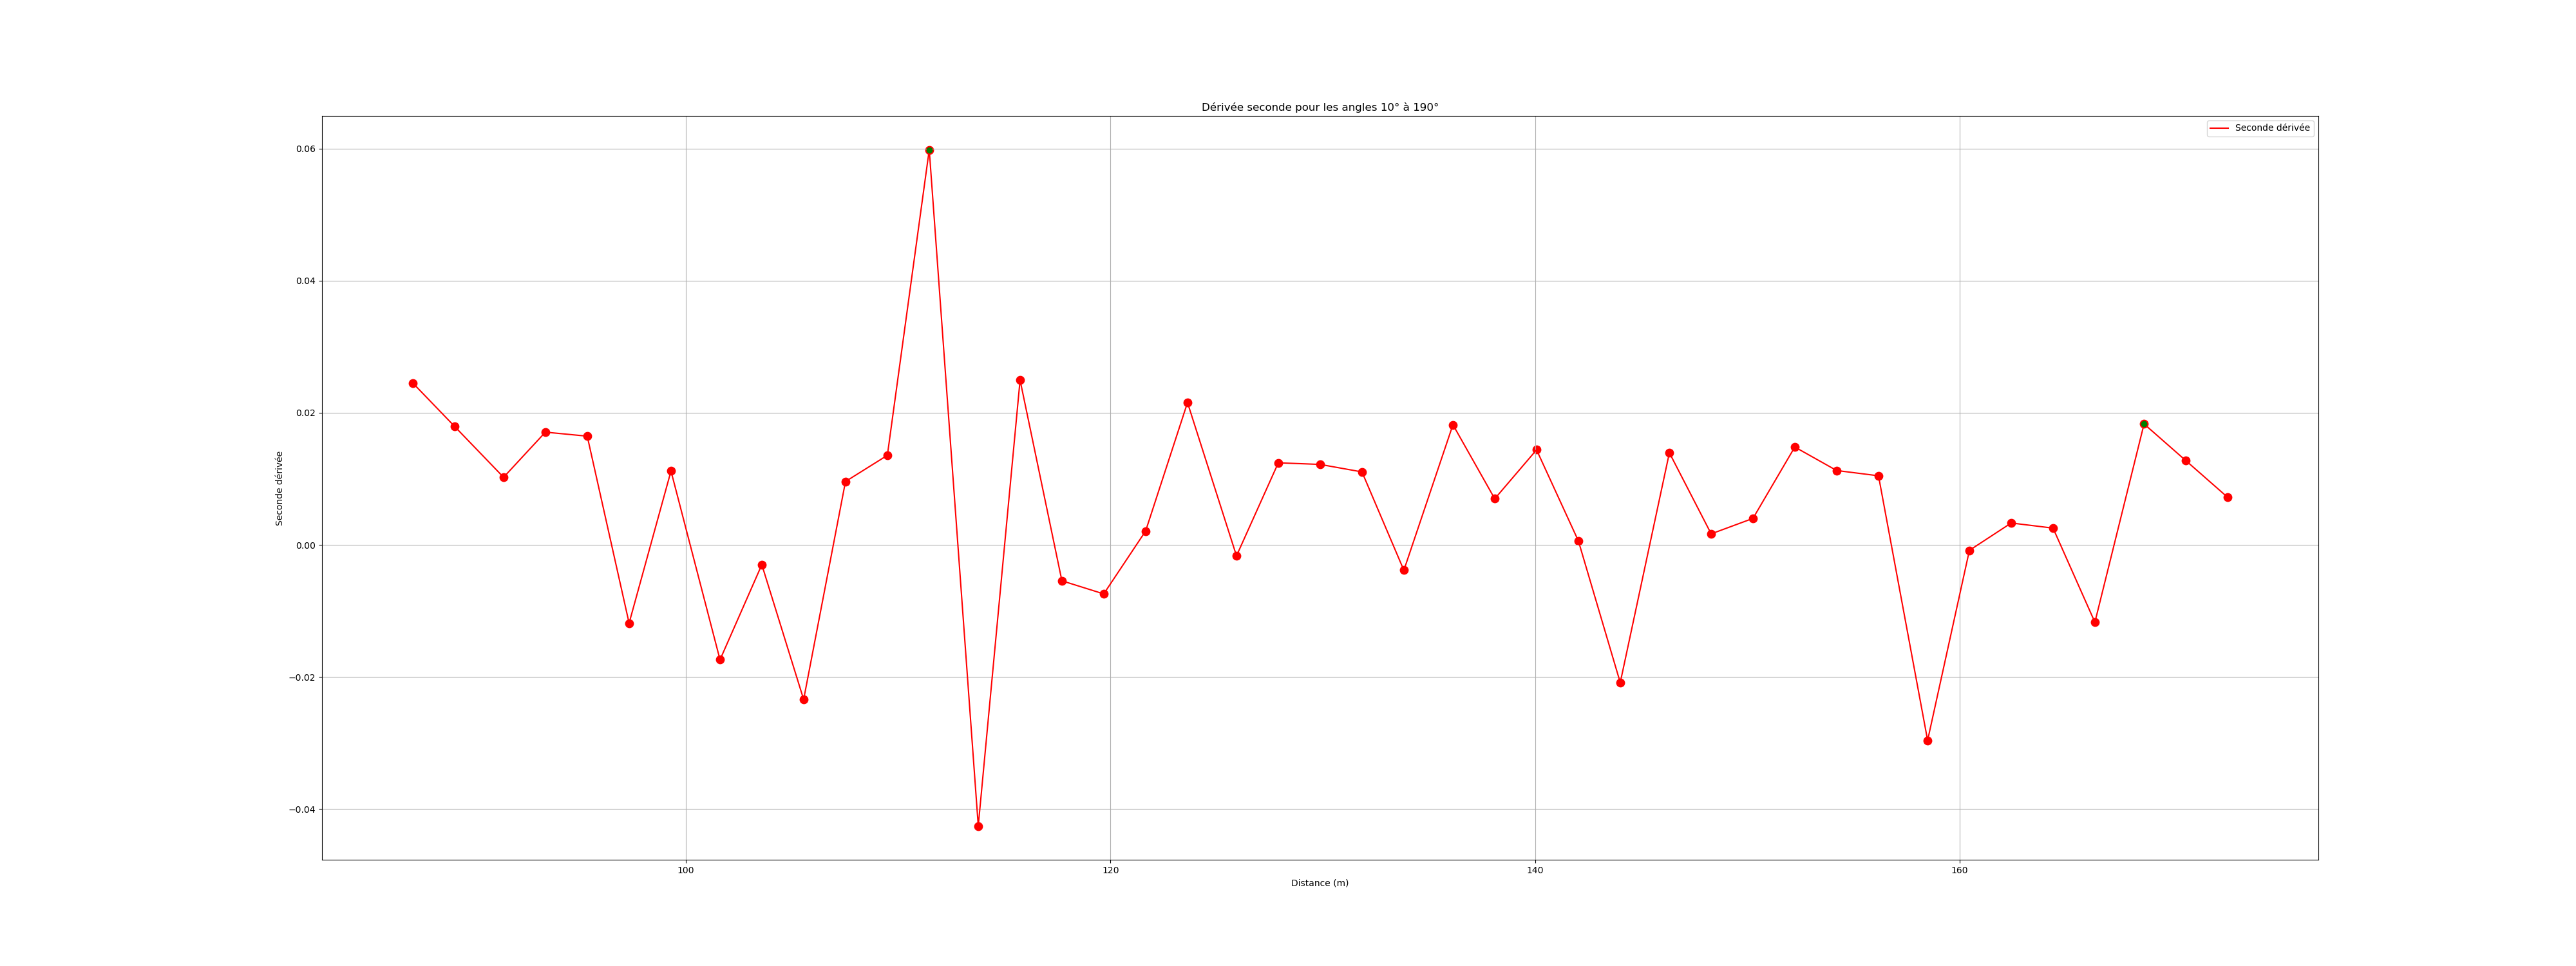 Dérivée seconde pour les angles 10° à 190°
Seconde dérivée
0.06
0.04
0.02
0.00
−0.02
−0.04
Seconde dérivée
100
120
140
160
Distance (m)